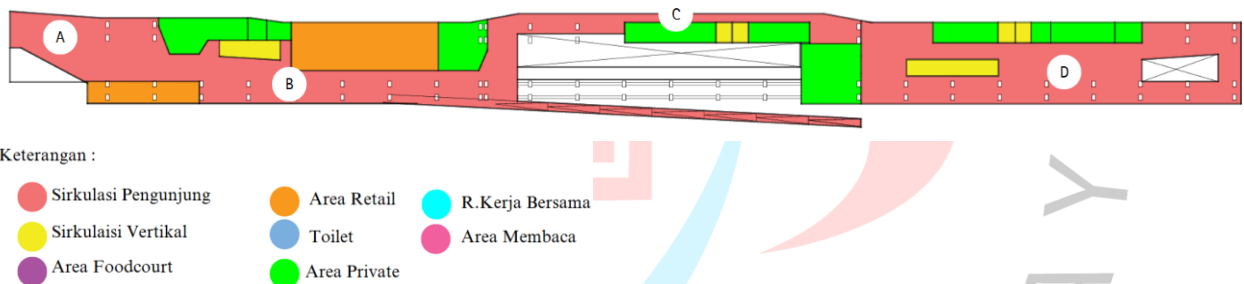 A
B
C
D
Keterangan :
Sirkulasi Pengunjung
Sirkulaisi Vertikal
Area Foodcourt
Area Retail
Toilet
Area Private
R.Kerja Bersama
Area Membaca